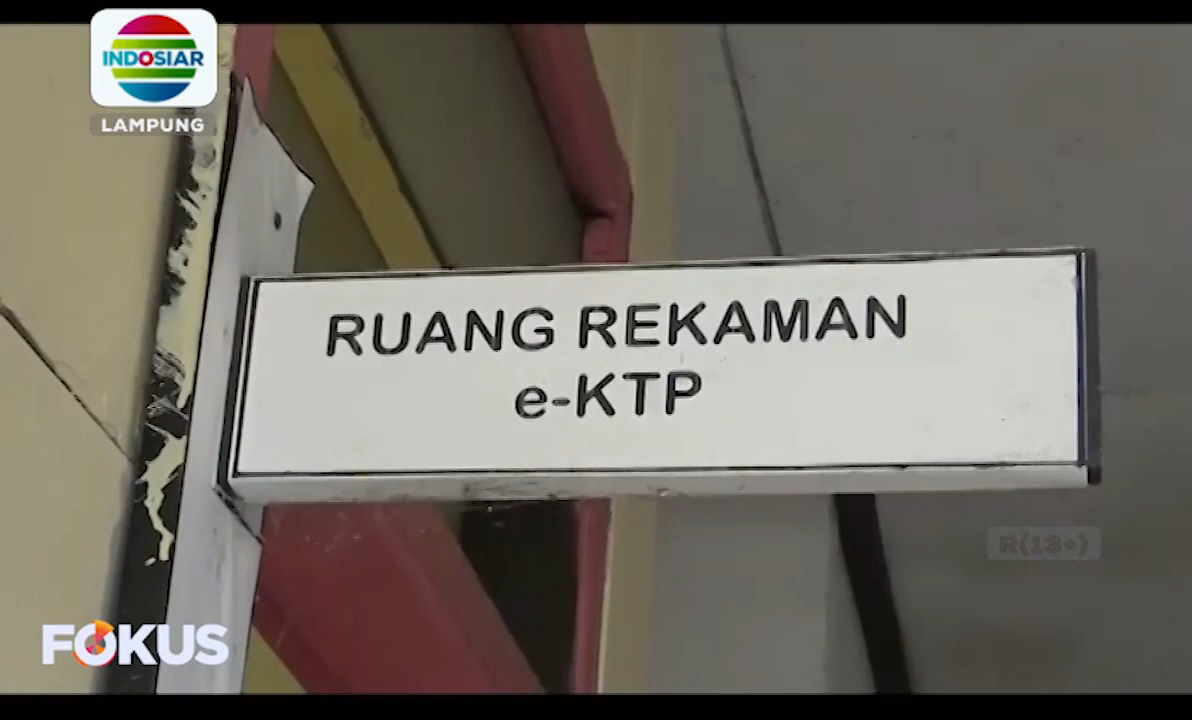 INDOSIAR
LAMPUNG
RUANG REKAMAN
e-KTP
R(13+)
FOKUS